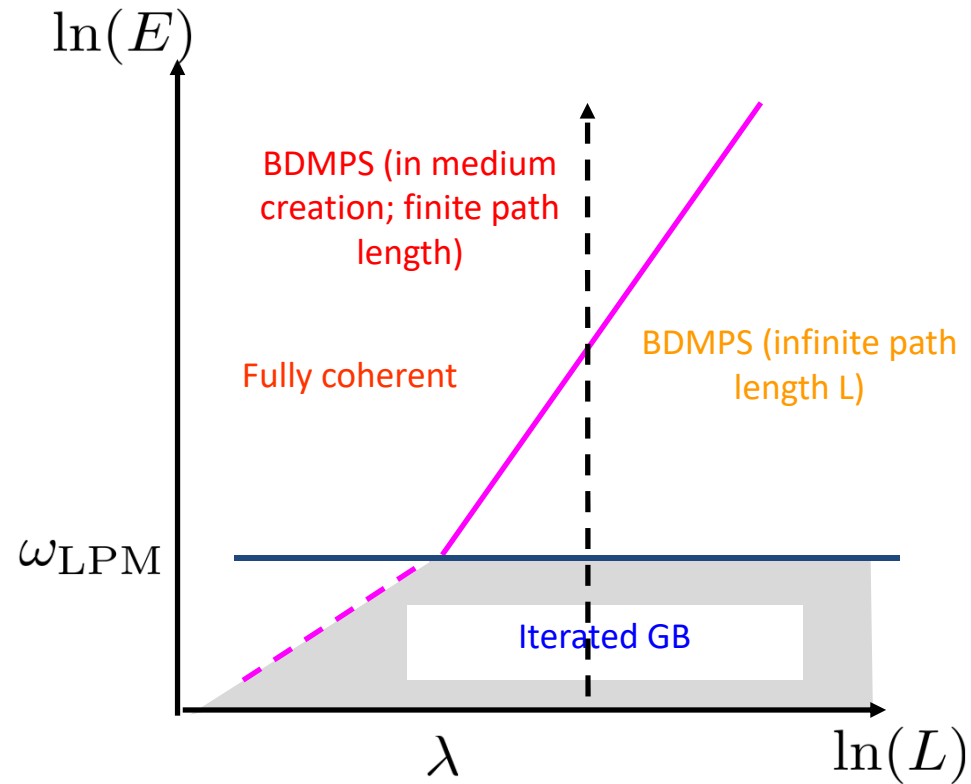 ln(E)
BDMPS (in medium
creation; finite path
length)
BDMPS (infinite path
length L)
Fully coherent
ω_LPM
Iterated GB
λ
ln(L)